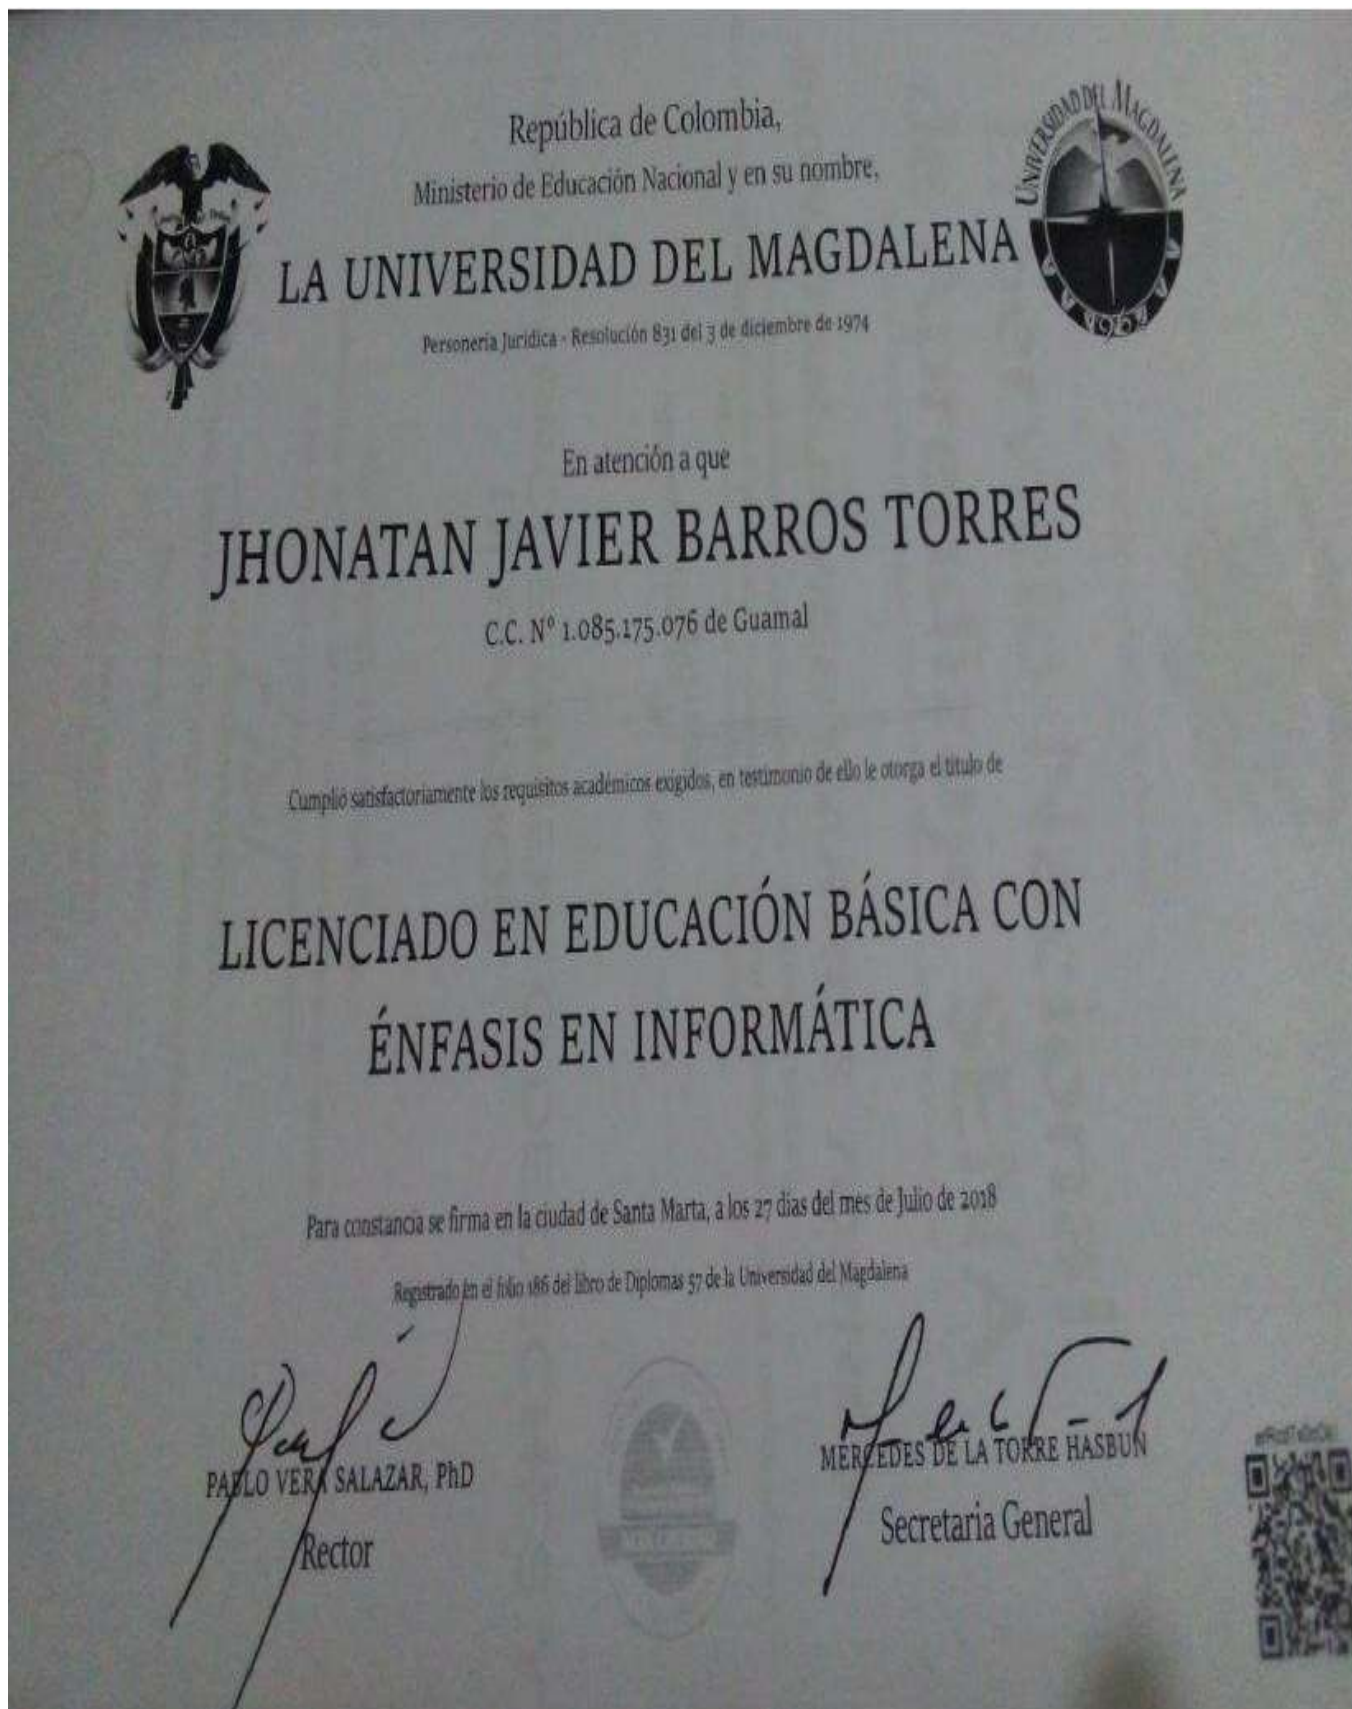 República de Colombia,
Ministerio de Educación Nacional y en su nombre,
UNIVERSIDAD DEL MAGDALENA
LA UNIVERSIDAD DEL MAGDALENA
Personería Jurídica - Resolución 831 del 3 de diciembre de 1974
En atención a que
JHONATAN JAVIER BARROS TORRES
C.C. Nº 1.085.175.076 de Guamal
Cumplió satisfactoriamente los requisitos académicos exigidos, en testimonio de ello le otorga el título de
LICENCIADO EN EDUCACIÓN BÁSICA CON
ÉNFASIS EN INFORMÁTICA
Para constancia se firma en la ciudad de Santa Marta, a los 27 días del mes de Julio de 2018
Registrado en el folio 186 del libro de Diplomas 57 de la Universidad del Magdalena
PABLO VERA SALAZAR, PhD
Rector
MERCEDES DE LA TORRE HASBUN
Secretaria General